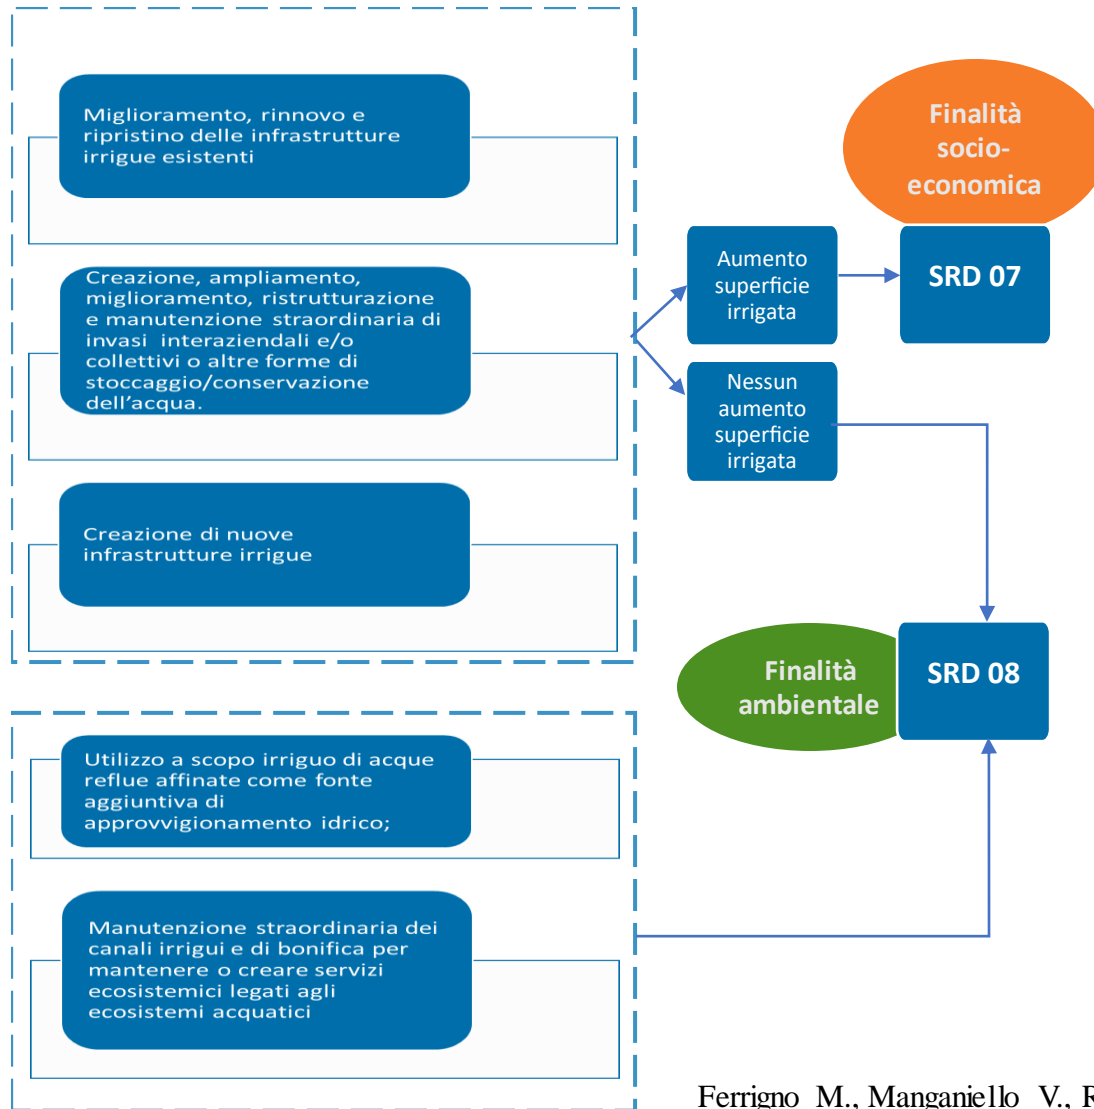 Miglioramento, rinnovo e
ripristino delle infrastrutture
irrigue esistenti
Creazione, ampliamento,
miglioramento, ristrutturazione
e manutenzione straordinaria di
invasi interaziendali e/o
collettivi o altre forme di
stoccaggio/conservazione
dell'acqua.
Creazione di nuove
infrastrutture irrigue
Aumento
superficie
irrigata
Nessun
aumento
superficie
irrigata
Finalità
socio-
economica
SRD 07
Finalità
ambientale
SRD 08
Utilizzo a scopo irriguo di acque
reflue affinate come fonte
aggiuntiva di
approvvigionamento idrico;
Manutenzione straordinaria dei
canali irrigui e di bonifica per
mantenere o creare servizi
ecosistemici legati agli
ecosistemi acquatici
Ferrigno M., Manganiello V., R